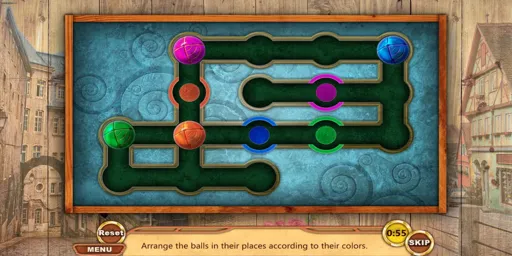 Reset
MENU
Arrange the balls in their places according to their colors.
0:55
SKIP